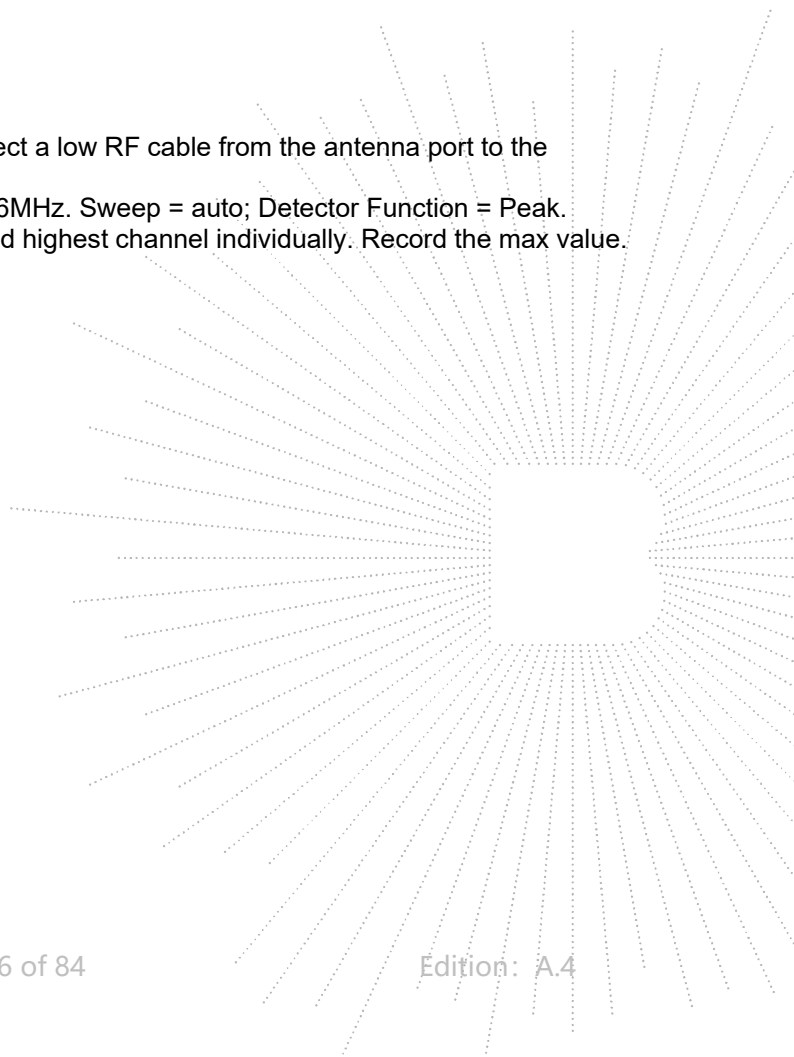 ect a low RF cable from the antenna port to the
6MHz. Sweep = auto; Detector Function = Peak.
d highest channel individually. Record the max value.
6 of 84 Edition: A.4